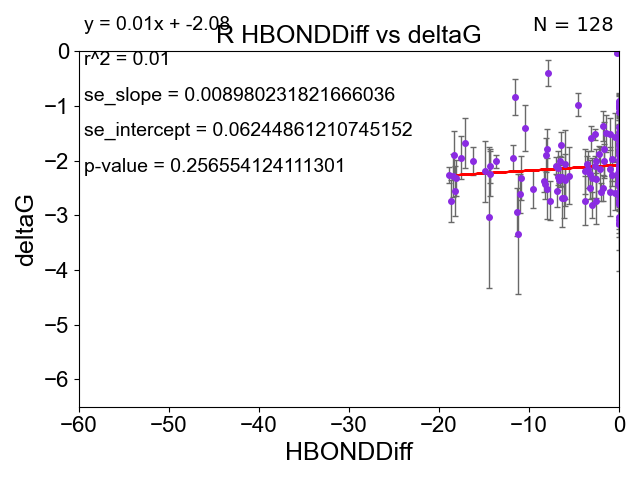 y = 0.01x + -2.08
R HBONDDiff vs deltaG
N = 128
r^2 = 0.01
se_slope = 0.008980231821666036
se_intercept = 0.06244861210745152
p-value = 0.256554124111301
deltaG
0
−1
−2
−3
−4
−5
−6
−60
−50
−40
−30
−20
−10
0
HBONDDiff